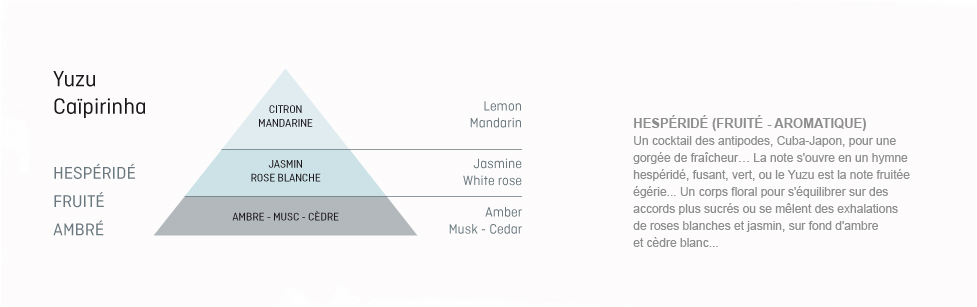 Yuzu
Caïpirinha
HESPÉRIDÉ
FRUITÉ
AMBRÉ
CITRON
MANDARINE
JASMIN
ROSE BLANCHE
AMBRE - MUSC - CÈDRE
Lemon
Mandarin
Jasmine
White rose
Amber
Musk - Cedar
HESPÉRIDÉ (FRUITÉ - AROMATIQUE)
Un cocktail des antipodes, Cuba-Japon, pour une
gorgée de fraîcheur… La note s'ouvre en un hymne
hespéridé, fusant, vert, ou le Yuzu est la note fruitée
égérie... Un corps floral pour s'équilibrer sur des
accords plus sucrés ou se mêlent des exhalations
de roses blanches et jasmin, sur fond d'ambre
et cèdre blanc...